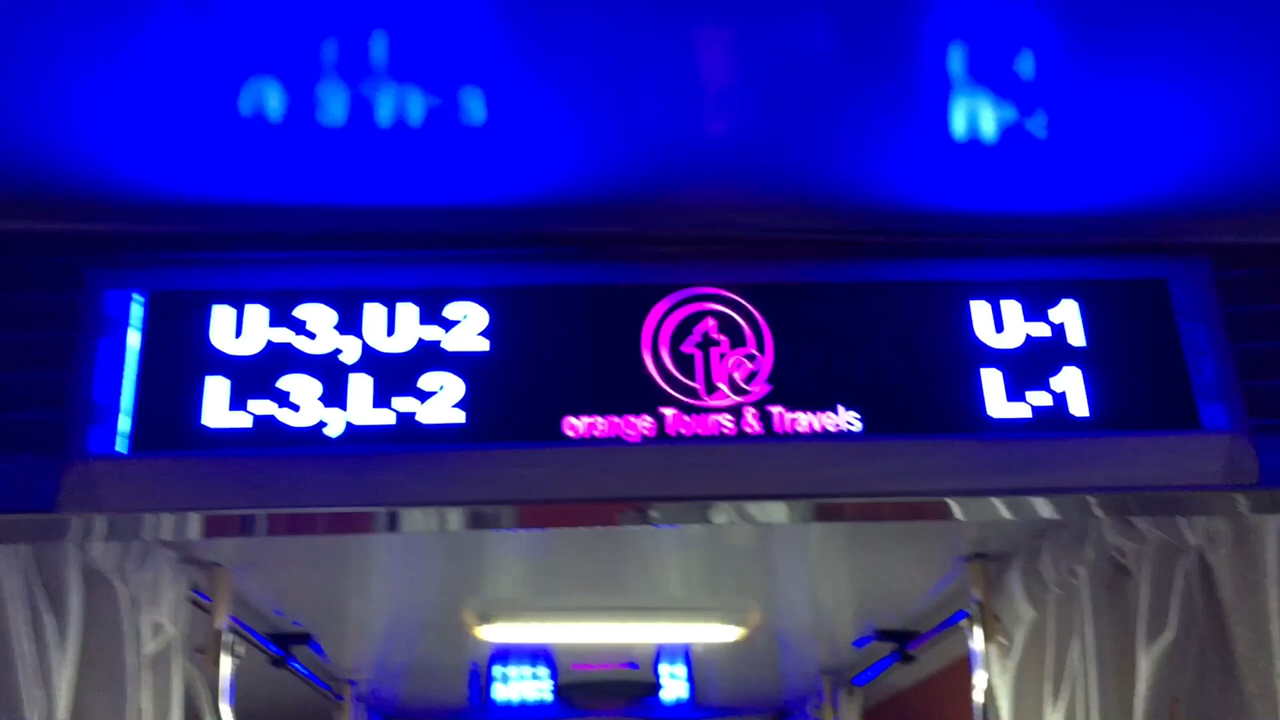 U-3,U-2
L-3,L-2
orange Tours & Travels
U-1
L-1